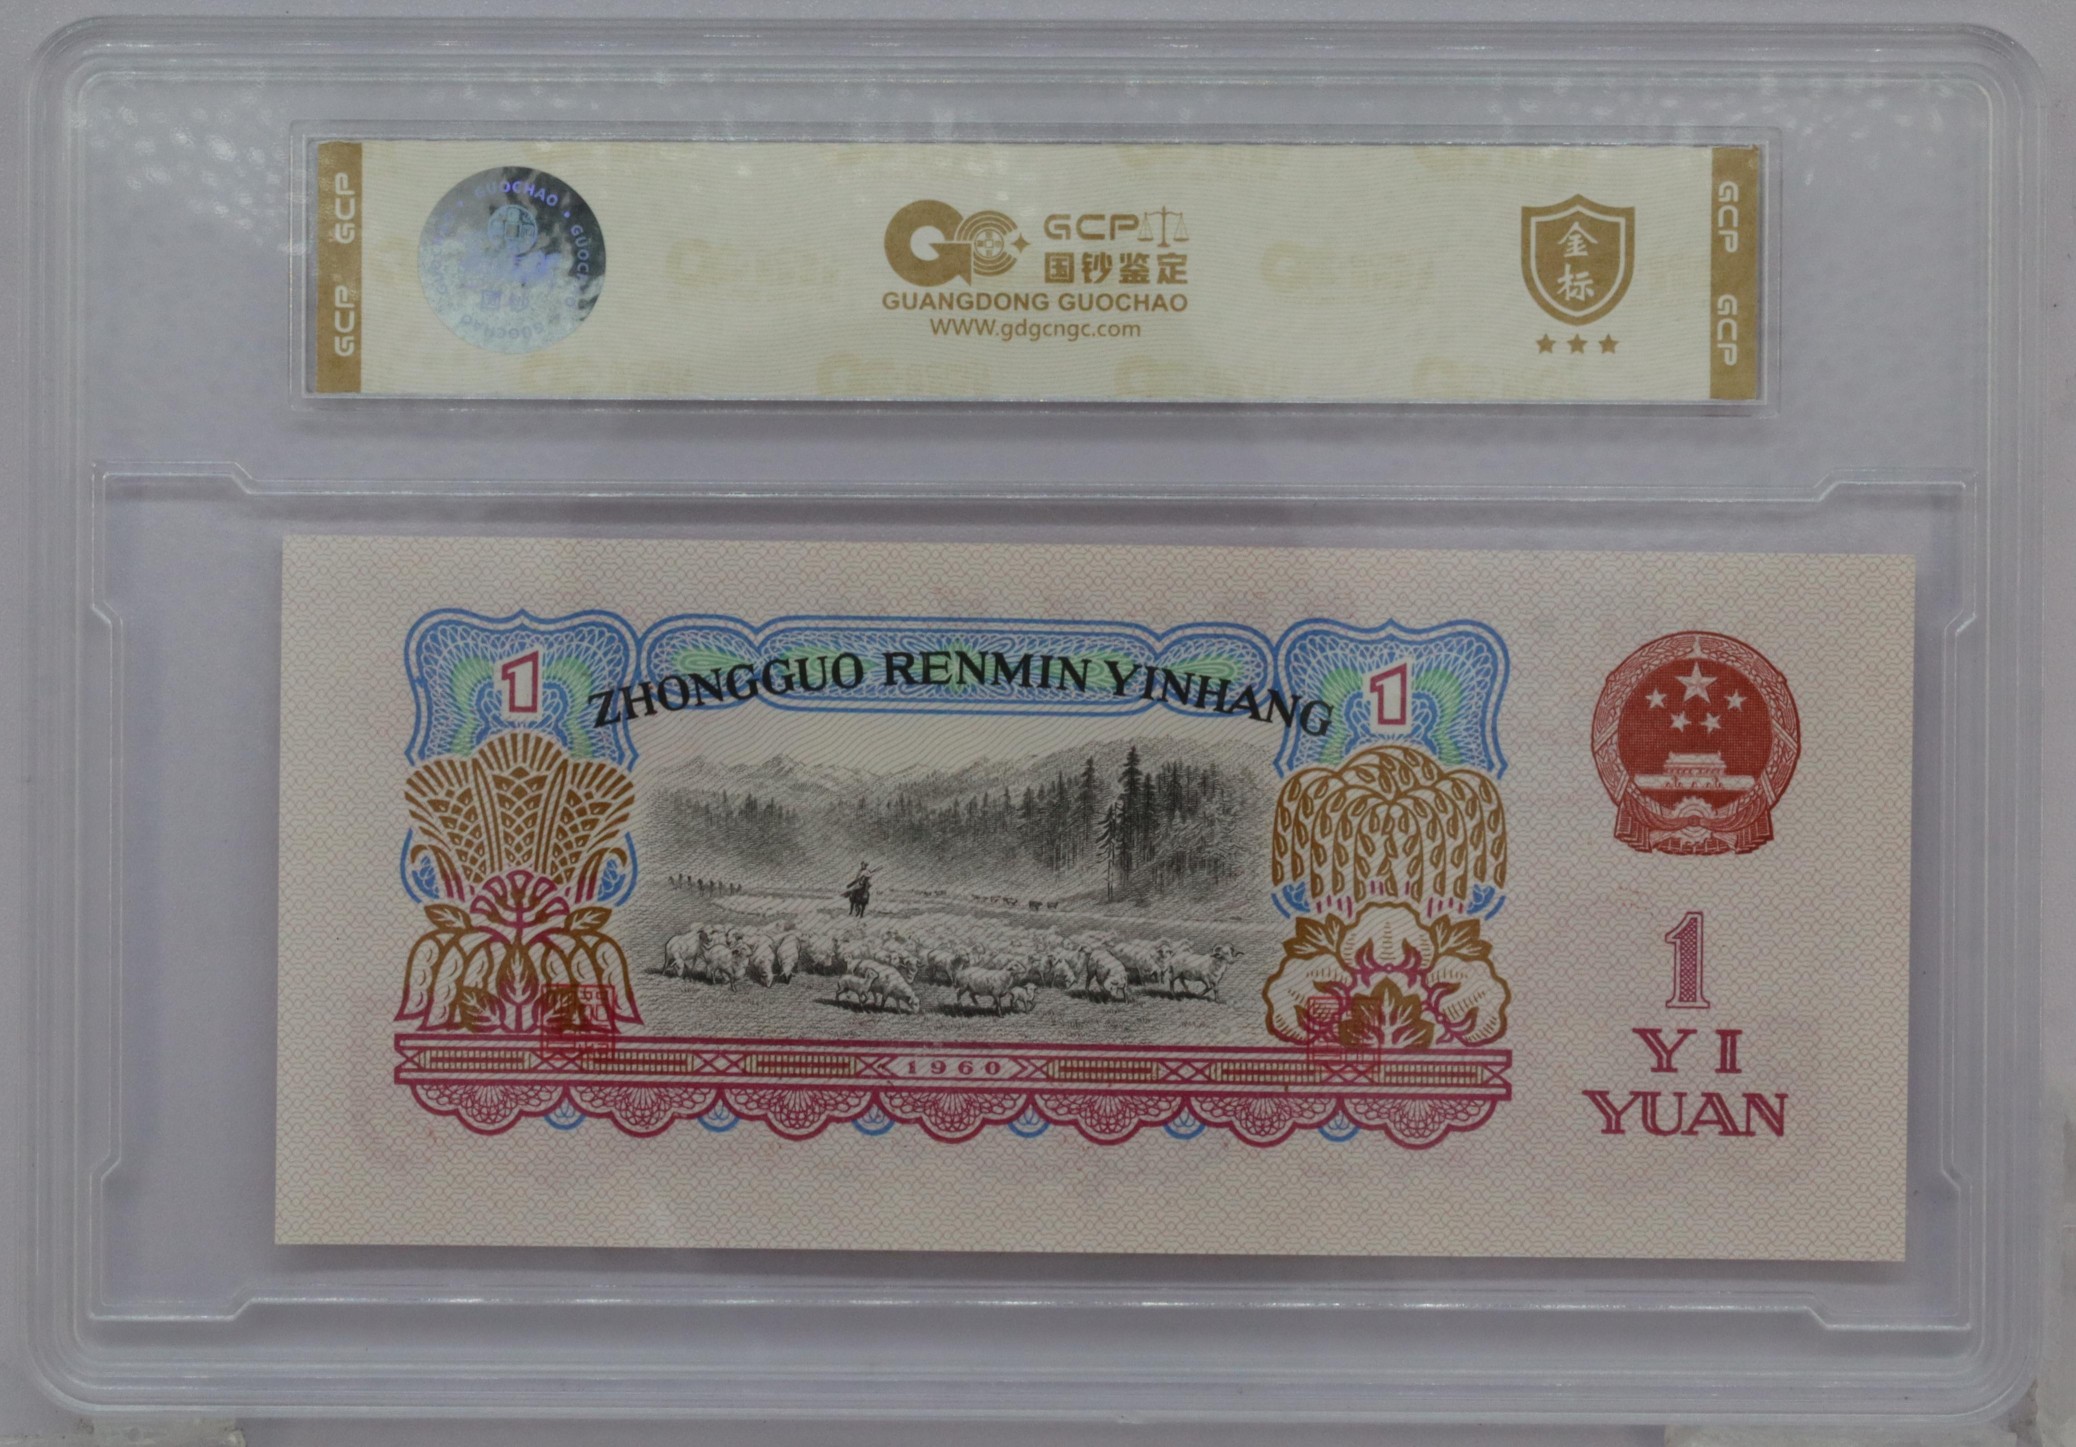 GCP GCP
GUOCHAO
GCP
国钞鉴定
GUANGDONG GUOCHAO
WWW.gdgcngc.com
金
标
GCP GCP
1
ZHONGGUO RENMIN YINHANG
1
1960
1
YI
YUAN